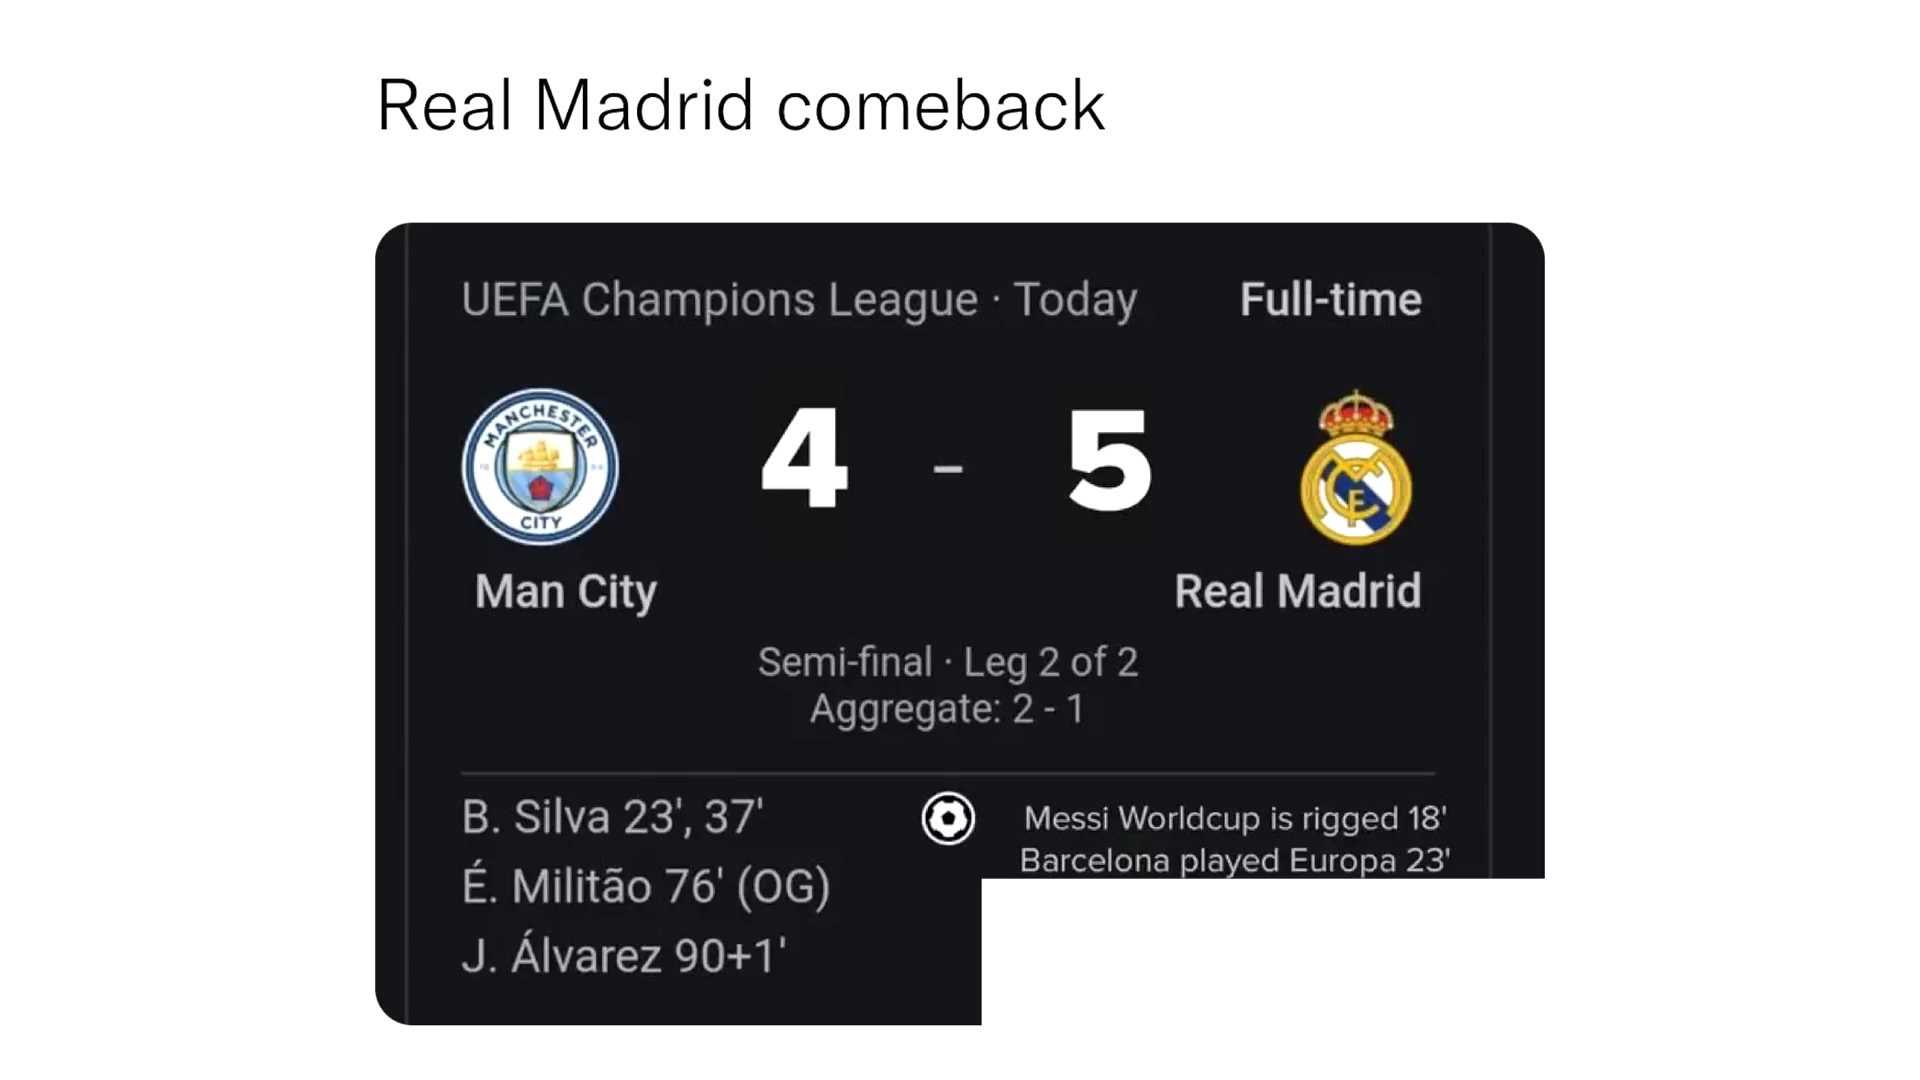 Real Madrid comeback
UEFA Champions League · Today Full-time
MANCHESTER
CITY
4 - 5
Man City Real Madrid
Semi-final · Leg 2 of 2
Aggregate: 2 - 1
B. Silva 23', 37'
É. Militão 76' (OG)
J. Álvarez 90+1'
Messi Worldcup is rigged 18'
Barcelona played Europa 23'